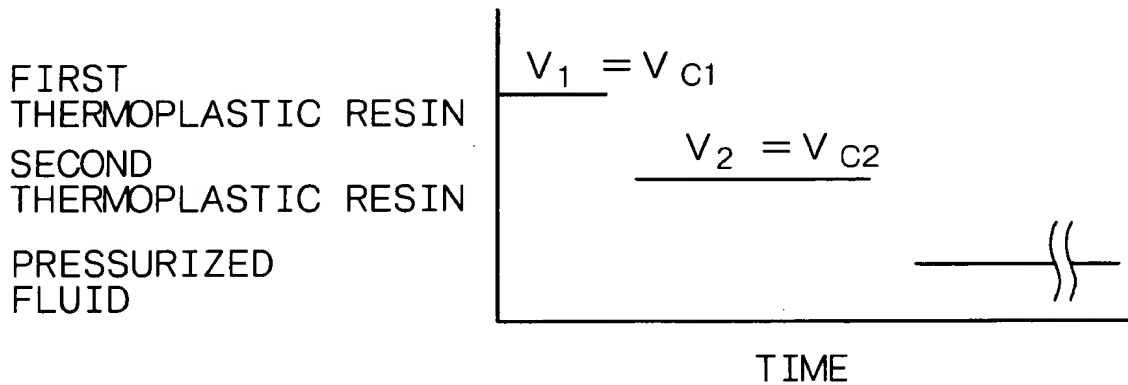 V1 = VC1
FIRST
THERMOPLASTIC RESIN
V2 = VC2
SECOND
THERMOPLASTIC RESIN
PRESSURIZED
FLUID
TIME